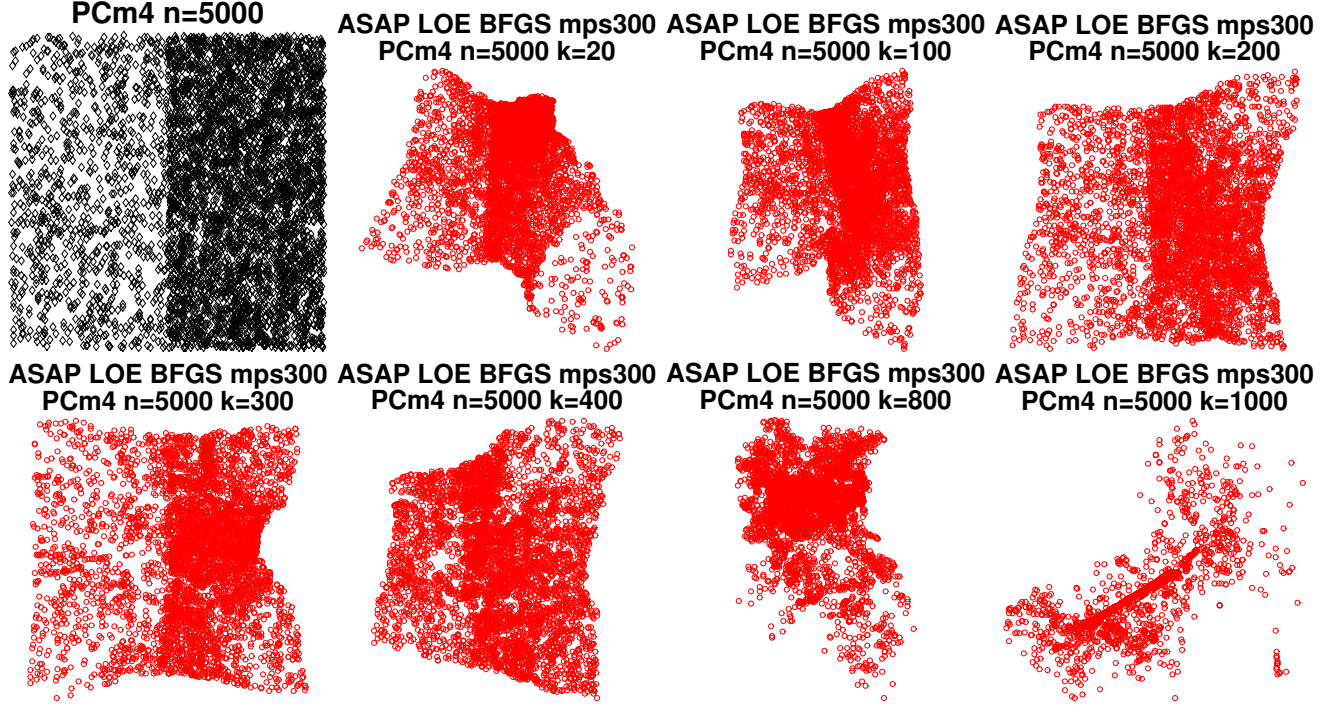 PCm4 n=5000
ASAP LOE BFGS mps300
PCm4 n=5000 k=20
ASAP LOE BFGS mps300
PCm4 n=5000 k=100
ASAP LOE BFGS mps300
PCm4 n=5000 k=200
ASAP LOE BFGS mps300
PCm4 n=5000 k=300
ASAP LOE BFGS mps300
PCm4 n=5000 k=400
ASAP LOE BFGS mps300
PCm4 n=5000 k=800
ASAP LOE BFGS mps300
PCm4 n=5000 k=1000